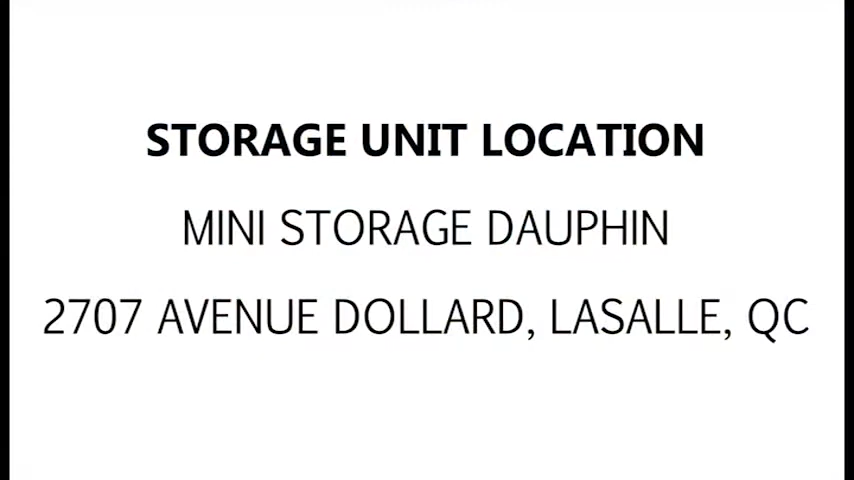 STORAGE UNIT LOCATION
MINI STORAGE DAUPHIN
2707 AVENUE DOLLARD, LASALLE, QC